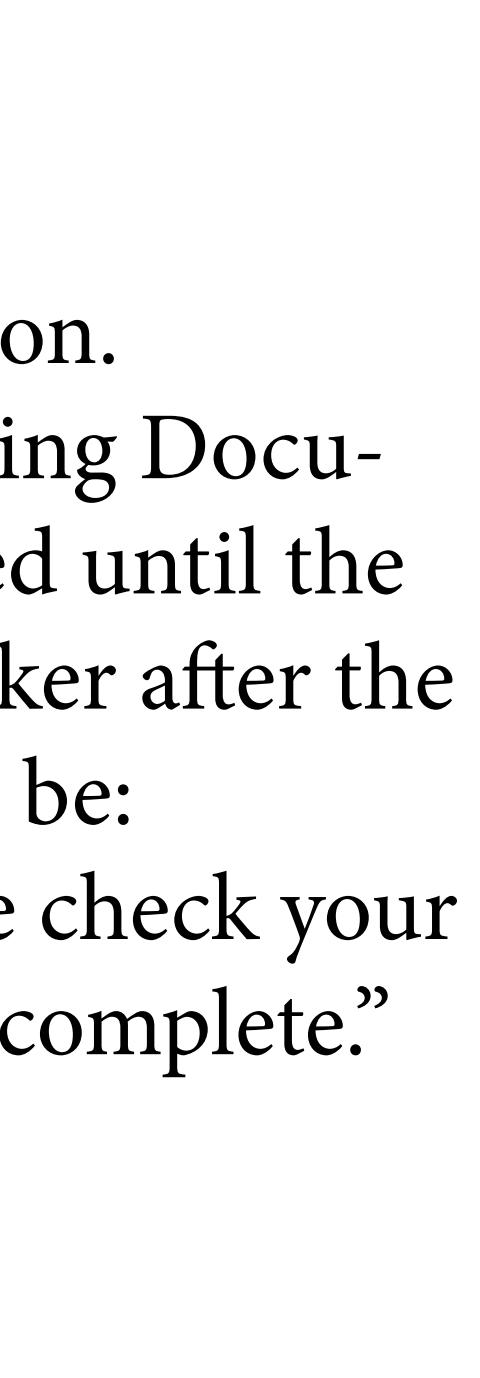 on.
ing Docu-
ed until the
ker after the
be:
e check your
complete.”